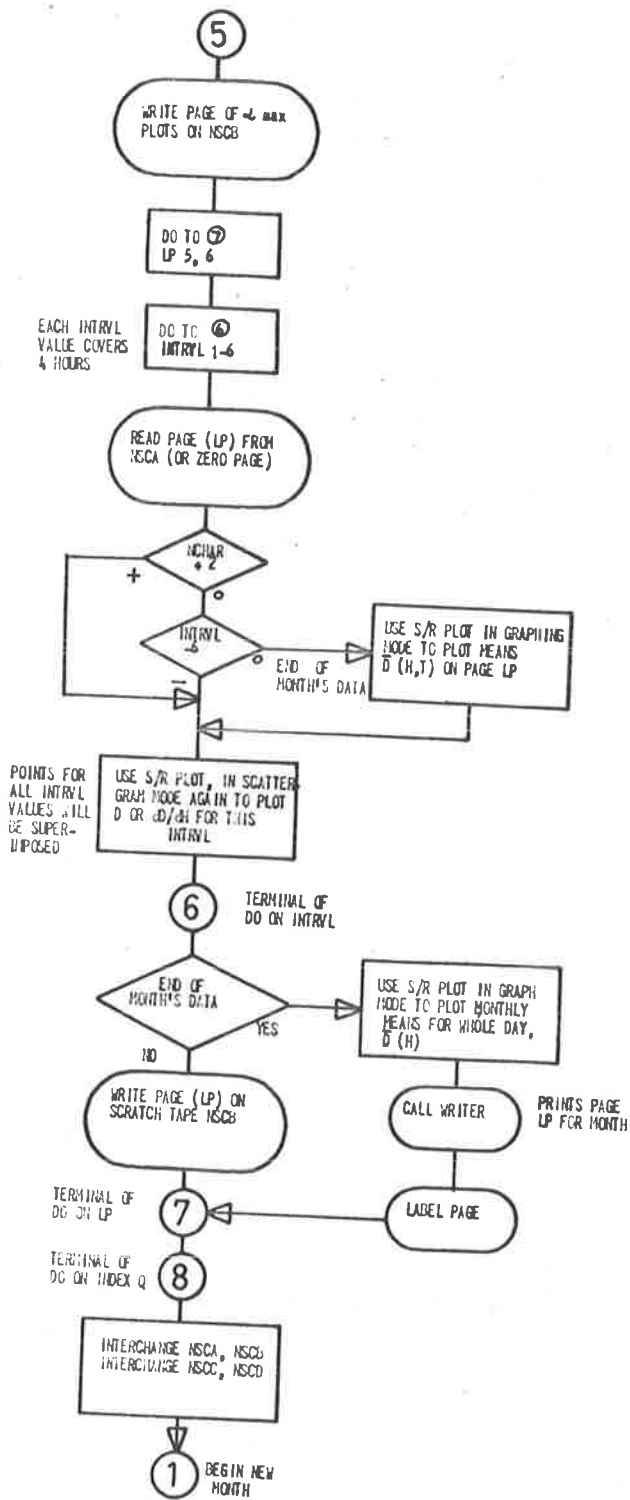 5
WRITE PAGE OF -α max
PLOTS ON NSCB
DO TO 7
LP 5, 6
EACH INTRVL
VALUE COVERS
4 HOURS
DO TO 6
INTRVL 1-6
READ PAGE (LP) FROM
NSCA (OR ZERO PAGE)
NCHAR
+ 2
+
0
INTRVL
-6
0
-
END OF
MONTH'S DATA
USE S/R PLOT IN GRAPHING
MODE TO PLOT MEANS
D̅ (H,T) ON PAGE LP
POINTS FOR
ALL INTRVL
VALUES WILL
BE SUPER-
IMPOSED
USE S/R PLOT, IN SCATTER
GRAM MODE AGAIN TO PLOT
D OR dD/dH FOR THIS
INTRVL
6
TERMINAL OF
DO ON INTRVL
END OF
MONTH'S DATA
YES
NO
USE S/R PLOT IN GRAPH
MODE TO PLOT MONTHLY
MEANS FOR WHOLE DAY,
D̅ (H)
WRITE PAGE (LP) ON
SCRATCH TAPE NSCB
CALL WRITER
PRINTS PAGE
LP FOR MONTH
LABEL PAGE
TERMINAL OF
DO ON LP
7
TERMINAL OF
DO ON INDEX Q
8
INTERCHANGE NSCA, NSCB
INTERCHANGE NSCC, NSCD
1
BEGIN NEW
MONTH